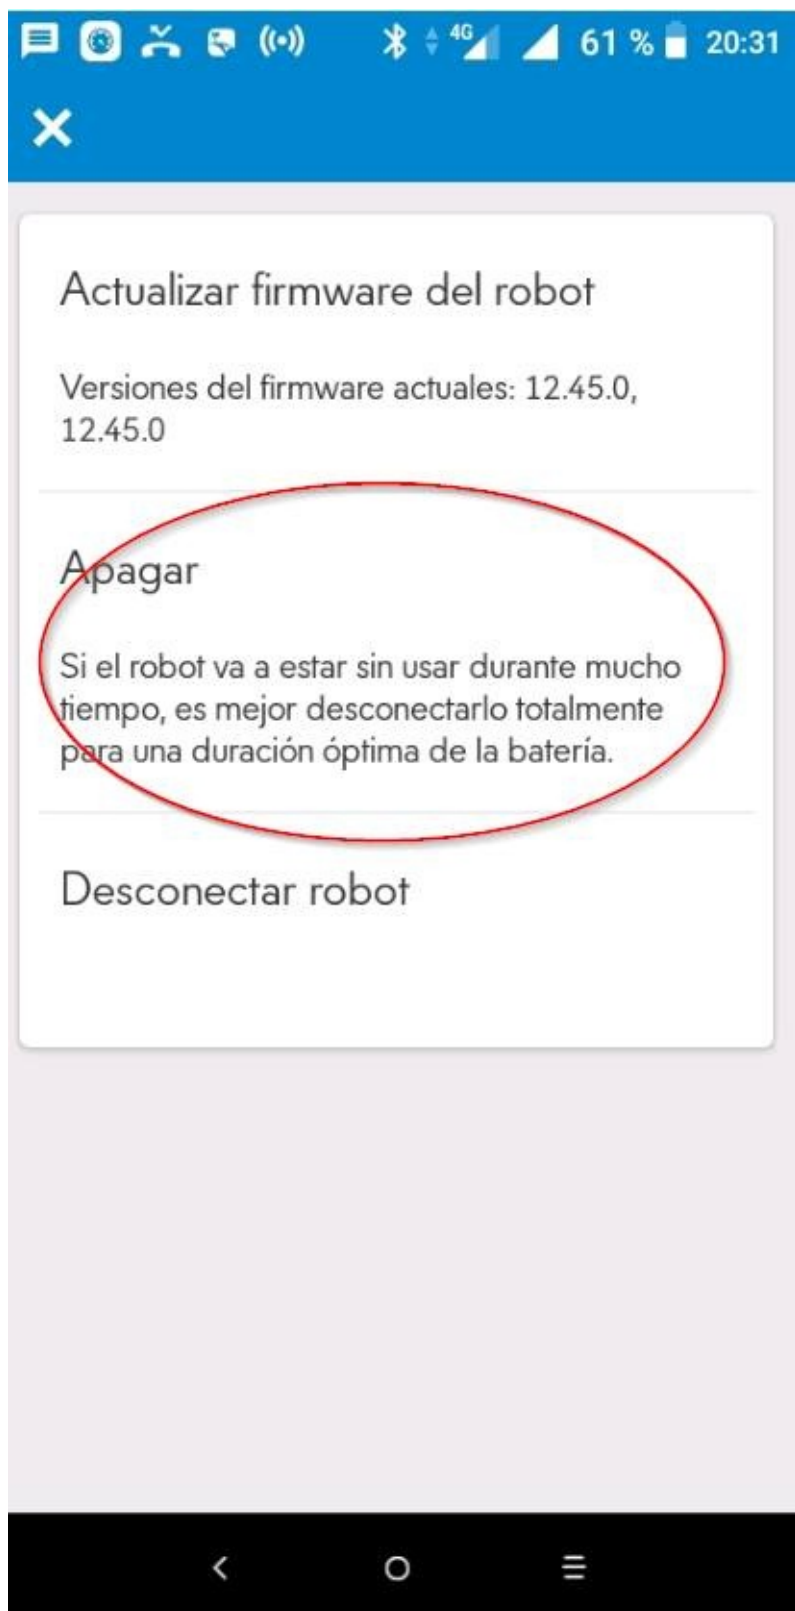 4G 61 % 20:31
Actualizar firmware del robot
Versiones del firmware actuales: 12.45.0,
12.45.0
Apagar
Si el robot va a estar sin usar durante mucho
tiempo, es mejor desconectarlo totalmente
para una duración óptima de la batería.
Desconectar robot